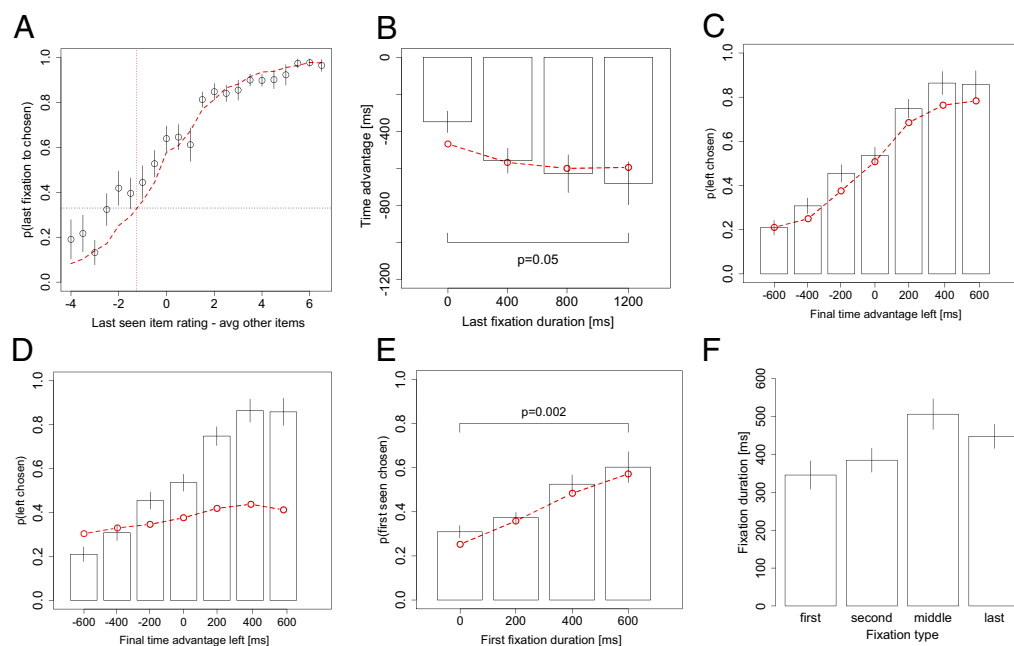 A
p(last fixation to chosen)
1.0
0.8
0.6
0.4
0.2
0.0
-4 -2 0 2 4 6
Last seen item rating - avg other items
B
Time advantage [ms]
0
-400
-800
-1200
p=0.05
0 400 800 1200
Last fixation duration [ms]
C
p(left chosen)
1.0
0.8
0.6
0.4
0.2
0.0
-600 -400 -200 0 200 400 600
Final time advantage left [ms]
D
p(left chosen)
1.0
0.8
0.6
0.4
0.2
0.0
-600 -400 -200 0 200 400 600
Final time advantage left [ms]
E
p(first seen chosen)
1.0
0.8
0.6
0.4
0.2
0.0
p=0.002
0 200 400 600
First fixation duration [ms]
F
Fixation duration [ms]
600
500
400
300
200
100
0
first second middle last
Fixation type